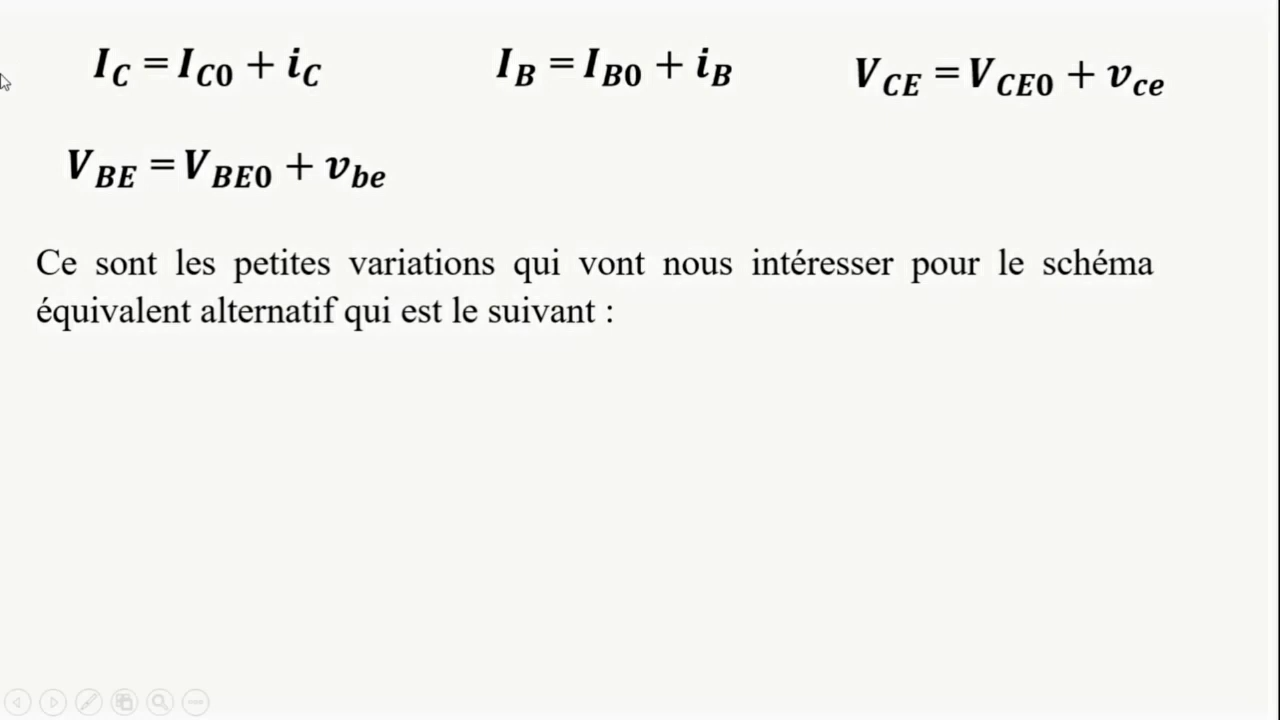 I_C = I_C0 + i_C I_B = I_B0 + i_B V_CE = V_CE0 + v_ce
V_BE = V_BE0 + v_be
Ce sont les petites variations qui vont nous intéresser pour le schéma
équivalent alternatif qui est le suivant :